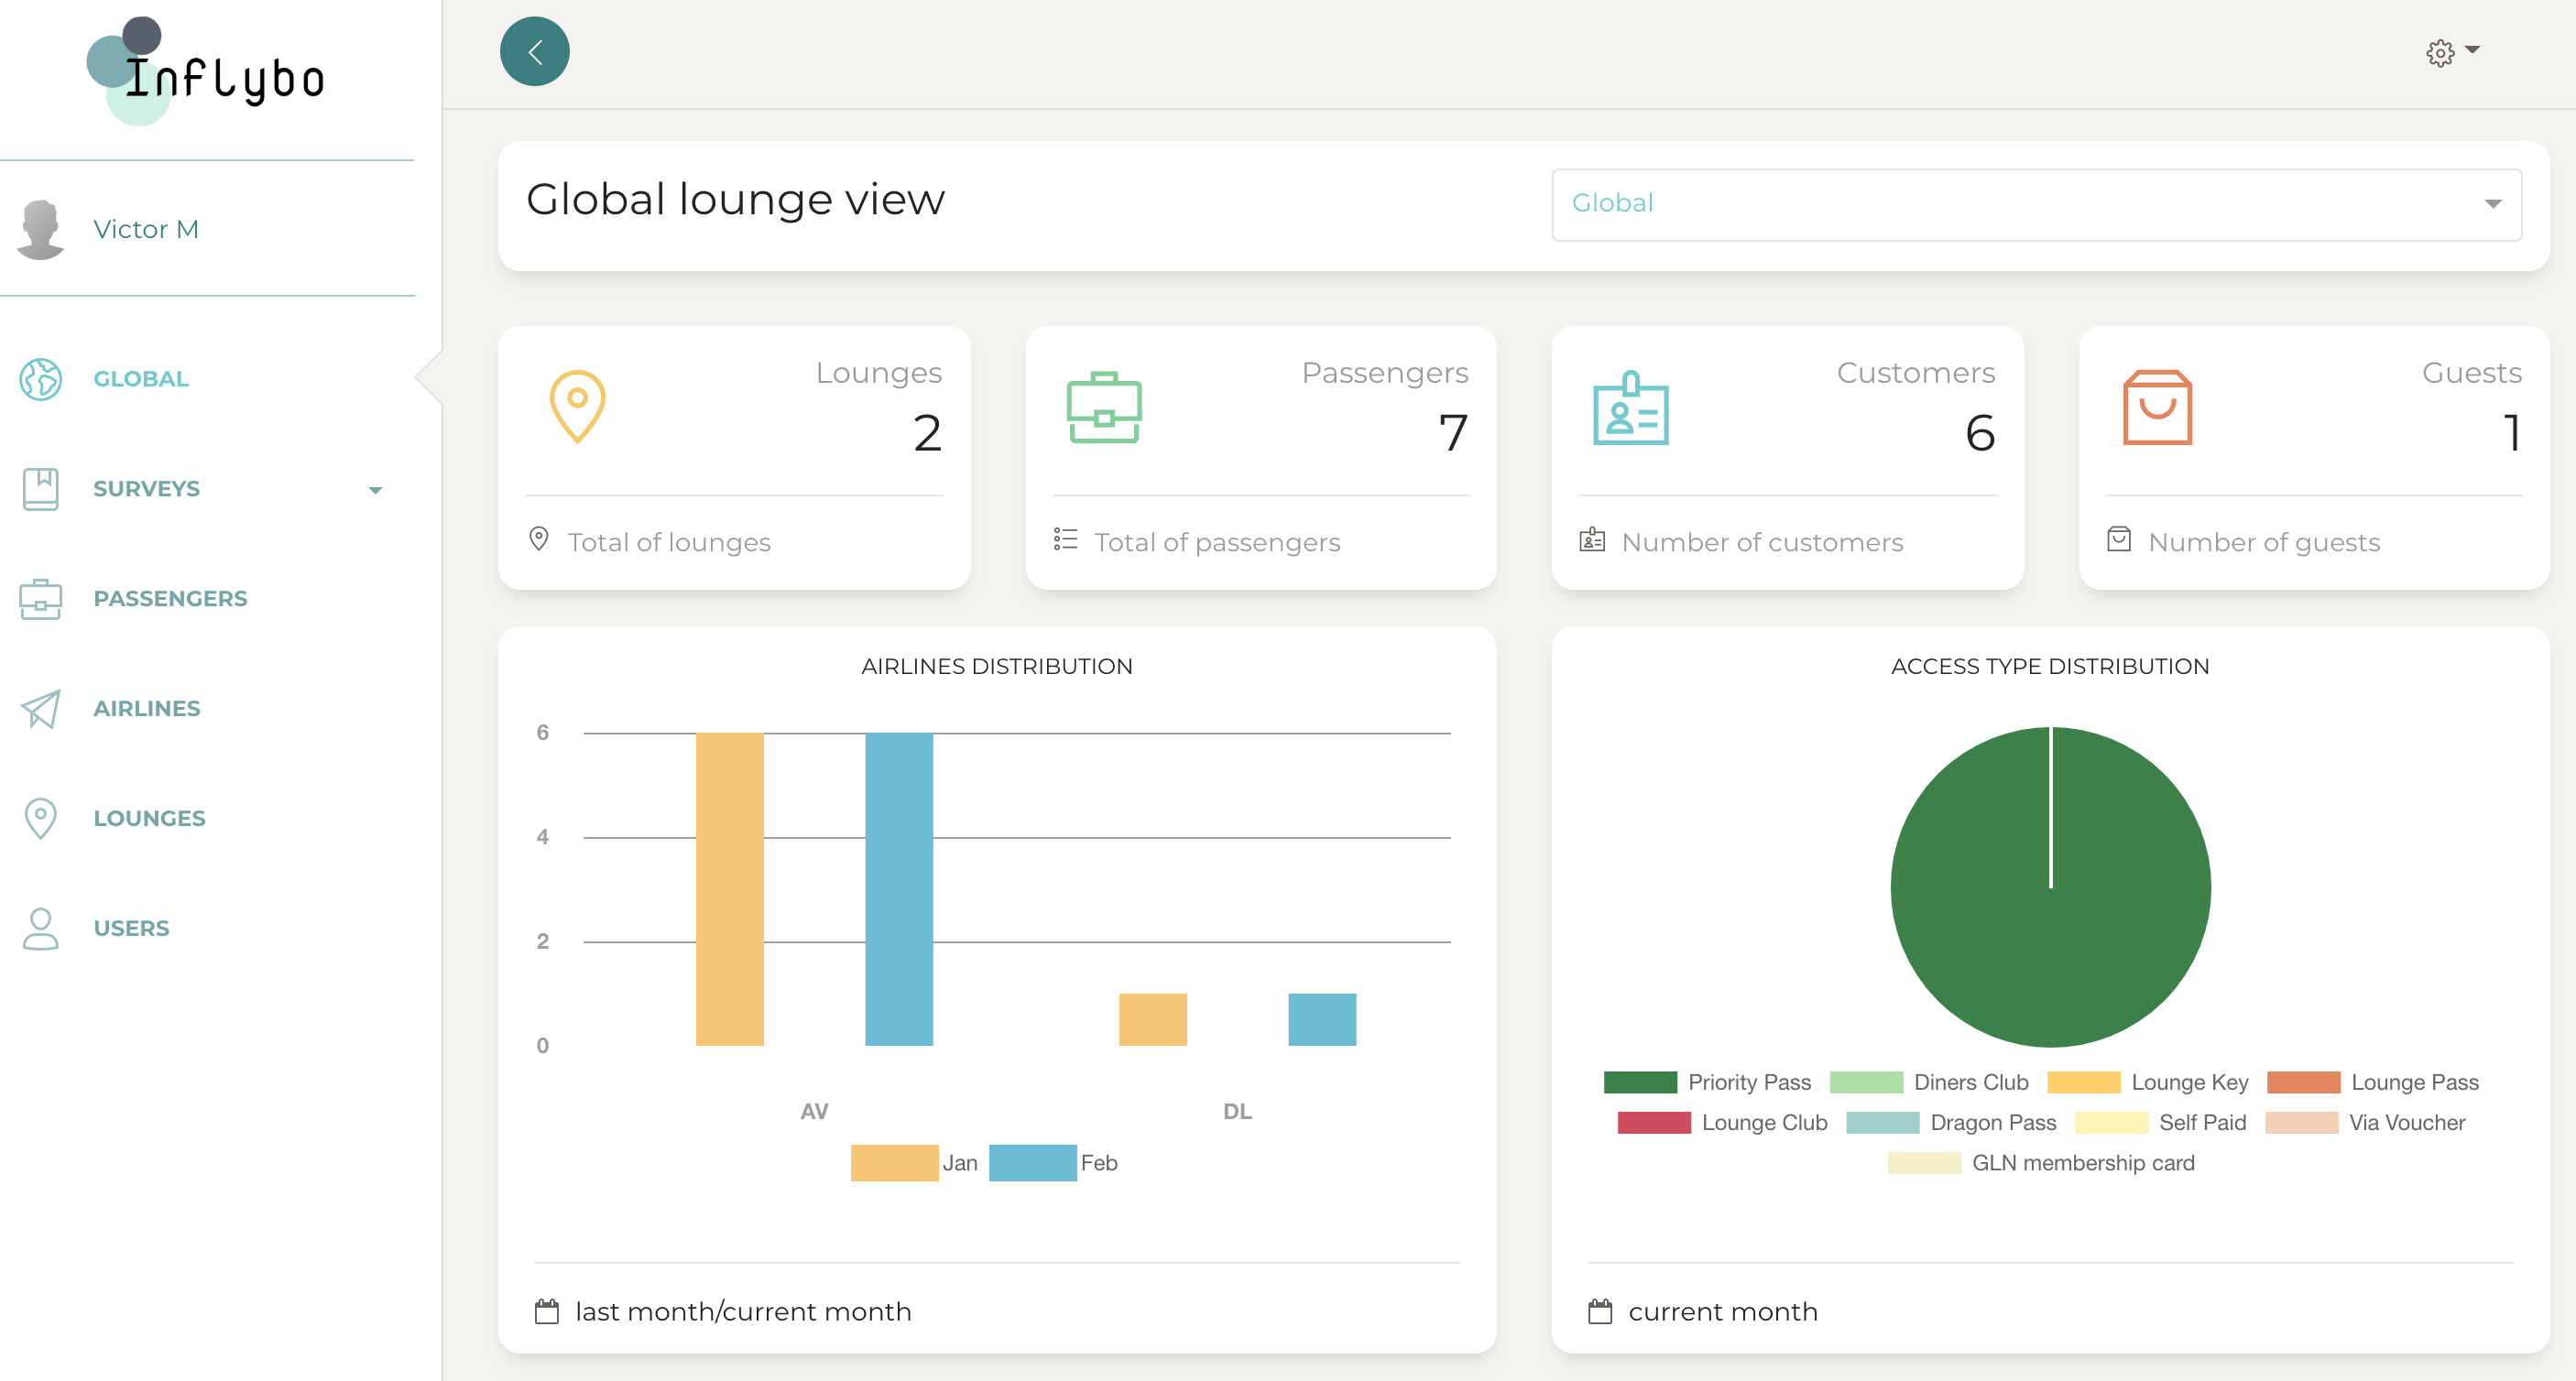 Inflybo
Victor M
GLOBAL
SURVEYS
PASSENGERS
AIRLINES
LOUNGES
USERS
Global lounge view
Global
Lounges
2
Total of lounges
Passengers
7
Total of passengers
Customers
6
Number of customers
Guests
1
Number of guests
AIRLINES DISTRIBUTION
6
4
2
0
AV DL
Jan Feb
last month/current month
ACCESS TYPE DISTRIBUTION
Priority Pass Diners Club Lounge Key Lounge Pass
Lounge Club Dragon Pass Self Paid Via Voucher
GLN membership card
current month